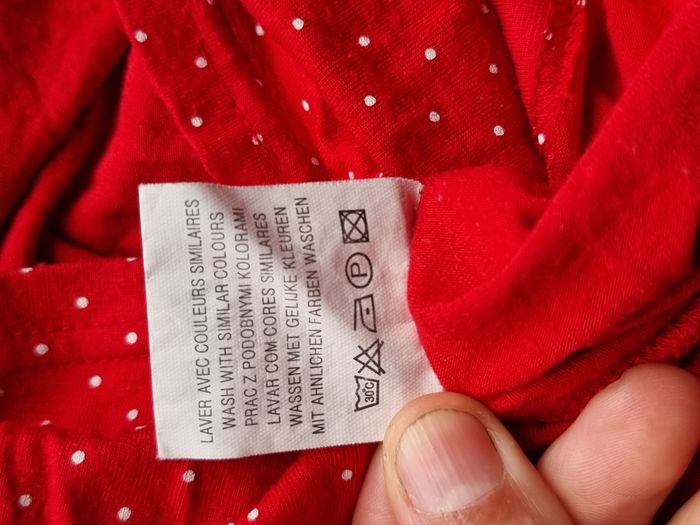 LAVER AVEC COULEURS SIMILAIRES
WASH WITH SIMILAR COLOURS
PRAC Z PODOBNYMI KOLORAMI
LAVAR COM CORES SIMILARES
WASSEN MET GELIJKE KLEUREN
MIT AHNLICHEN FARBEN WASCHEN
30°C
P